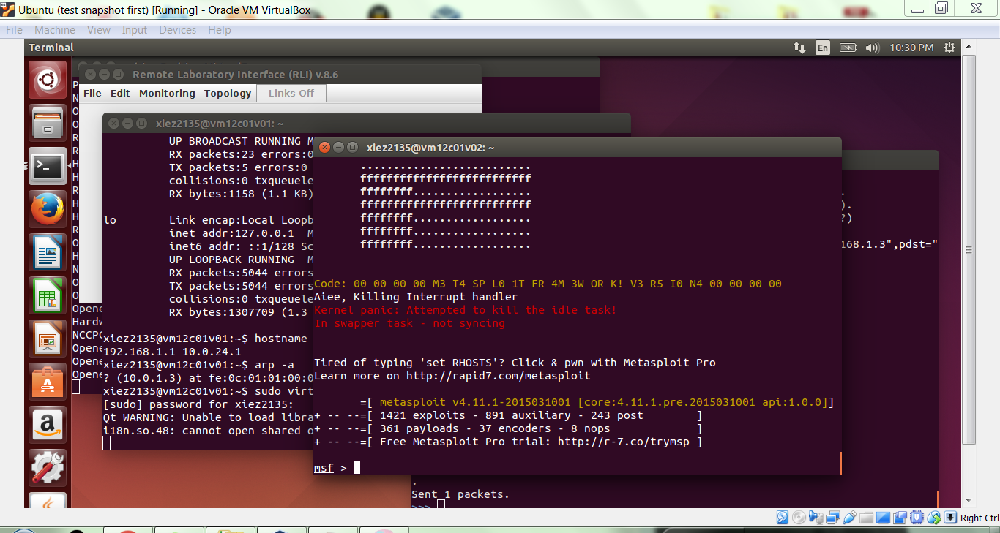 Ubuntu (test snapshot first) [Running] - Oracle VM VirtualBox
File Machine View Input Devices Help
Terminal
En
10:30 PM
Remote Laboratory Interface (RLI) v.8.6
File Edit Monitoring Topology Links Off
Opene
Hardw
NCCPC
Opene
Opene
Opene
xiez2135@vm12c01v01: ~
UP BROADCAST RUNNING M
RX packets:23 errors:0
TX packets:5 errors:0
collisions:0 txqueuele
RX bytes:1158 (1.1 KB)
lo Link encap:Local Loopb
inet addr:127.0.0.1 M
inet6 addr: ::1/128 Sc
UP LOOPBACK RUNNING M
RX packets:5044 errors
TX packets:5044 errors
collisions:0 txqueuele
RX bytes:1307709 (1.3
xiez2135@vm12c01v01:~$ hostname
192.168.1.1 10.0.24.1
xiez2135@vm12c01v01:~$ arp -a
? (10.0.1.3) at fe:0c:01:01:00:0
xiez2135@vm12c01v01:~$ sudo virt
[sudo] password for xiez2135:
Qt WARNING: Unable to load libra
i18n.so.48: cannot open shared o
xiez2135@vm12c01v02: ~
..........................
ffffffffffffffffffffffffff
ffffffff..................
ffffffffffffffffffffffffff
ffffffff..................
ffffffff..................
ffffffff..................
Code: 00 00 00 00 M3 T4 SP L0 1T FR 4M 3W OR K! V3 R5 I0 N4 00 00 00 00
Aiee, Killing Interrupt handler
Kernel panic: Attempted to kill the idle task!
In swapper task - not syncing
Tired of typing 'set RHOSTS'? Click & pwn with Metasploit Pro
Learn more on http://rapid7.com/metasploit
=[ metasploit v4.11.1-2015031001 [core:4.11.1.pre.2015031001 api:1.0.0]]
+ -- --=[ 1421 exploits - 891 auxiliary - 243 post ]
+ -- --=[ 361 payloads - 37 encoders - 8 nops ]
+ -- --=[ Free Metasploit Pro trial: http://r-7.co/trymsp ]
msf >
.
).
?)
168.1.3",pdst="
.
Sent 1 packets.
>>>
Right Ctrl